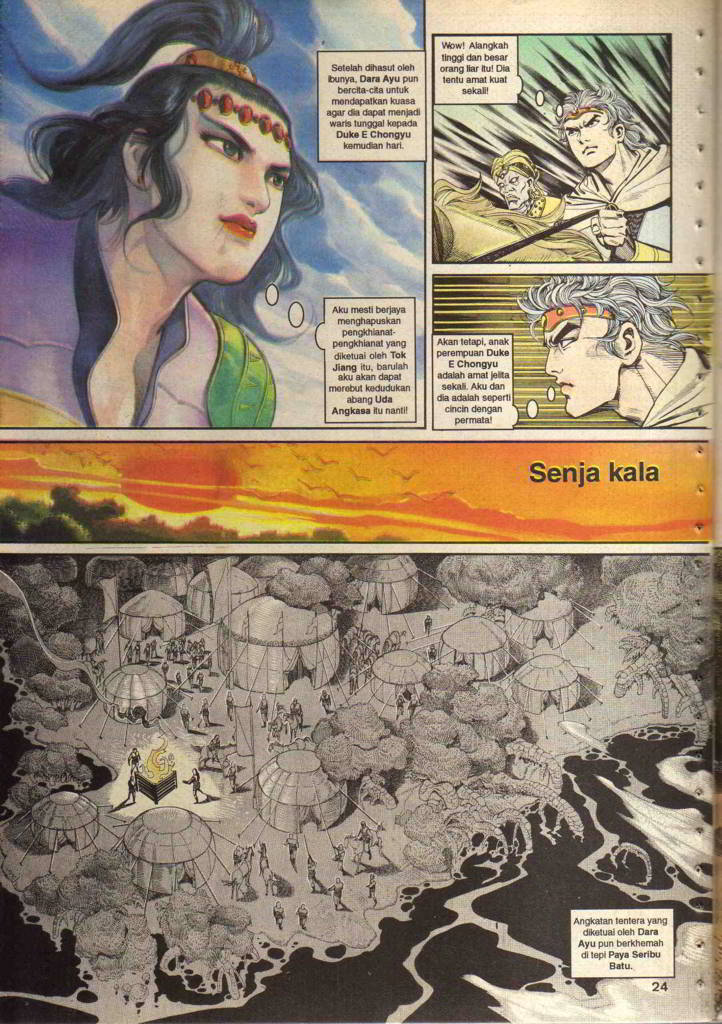 Setelah dihasut oleh
ibunya, Dara Ayu pun
bercita-cita untuk
mendapatkan kuasa
agar dia dapat menjadi
waris tunggal kepada
Duke E Chongyu
kemudian hari.
Aku mesti berjaya
menghapuskan
pengkhianat-
pengkhianat yang
diketuai oleh Tok
Jiang itu, barulah
aku akan dapat
merebut kedudukan
abang Uda
Angkasa itu nanti!
Wow! Alangkah
tinggi dan besar
orang liar itu! Dia
tentu amat kuat
sekali!
Akan tetapi, anak
perempuan Duke
E Chongyu
adalah amat jelita
sekali. Aku dan
dia adalah seperti
cincin dengan
permata!
Senja kala
Angkatan tentera yang
diketuai oleh Dara
Ayu pun berkhemah
di tepi Paya Seribu
Batu.
24